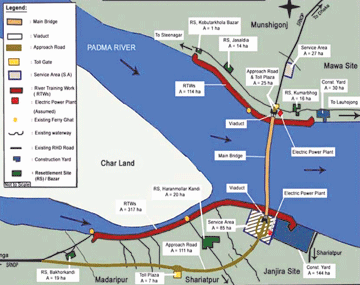 Legend:
Main Bridge
Viaduct
Approach Road
Toll Gate
Service Area (S.A)
River Training Work
( RTWs)
Electric Power Plant
(Assumed)
Existing Ferry Ghat
Existing waterway
Existing RHD Road
Construction Yard
Resettlement Site
(RS) / Bazar
Not to Scale
PADMA RIVER
To Sreenagar
RS, Kobutarkhola Bazar
A = 1 ha
RS, Jasaldia
A = 14 ha
Munshigonj
To Dhaka
Service Area
A = 27 ha
Mawa Site
Approach Road
& Toll Plaza
A = 25 ha
RS, Kumarbhog
A = 16 ha
Const. Yard
A = 30 ha
To Louhojong
RTWs
A = 114 ha
Viaduct
Electric Power Plant
Main Bridge
Char Land
RS, Haranmollar Kandi
A = 20 ha
RTWs
A = 317 ha
Viaduct
Electric Power Plant
Service Area
A = 85 ha
Approach Road
A = 111 ha
Shariatpur
Const. Yard
A = 144 ha
Janjira Site
Toll Plaza
A = 7 ha
RS, Bakhorkandi
A = 19 ha
Madaripur
Shariatpur